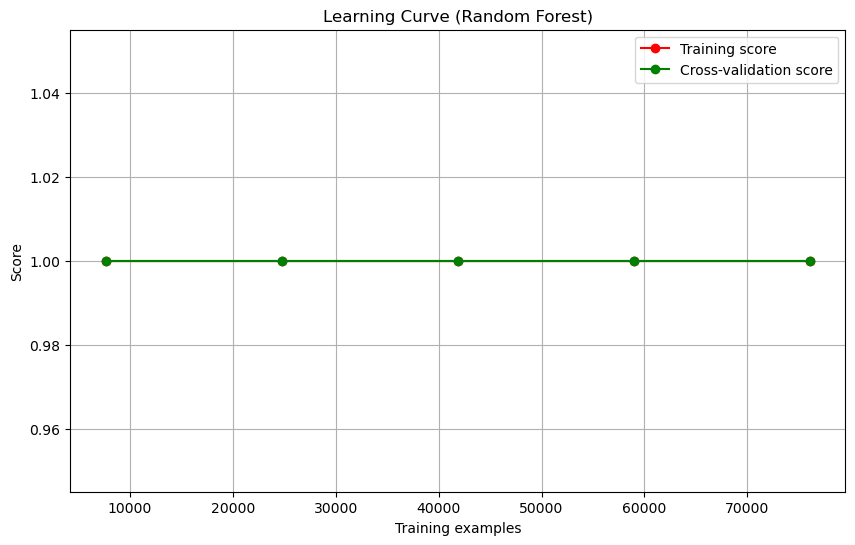 Learning Curve (Random Forest)
Training score
Cross-validation score
1.04
1.02
1.00
0.98
0.96
Score
10000 20000 30000 40000 50000 60000 70000
Training examples